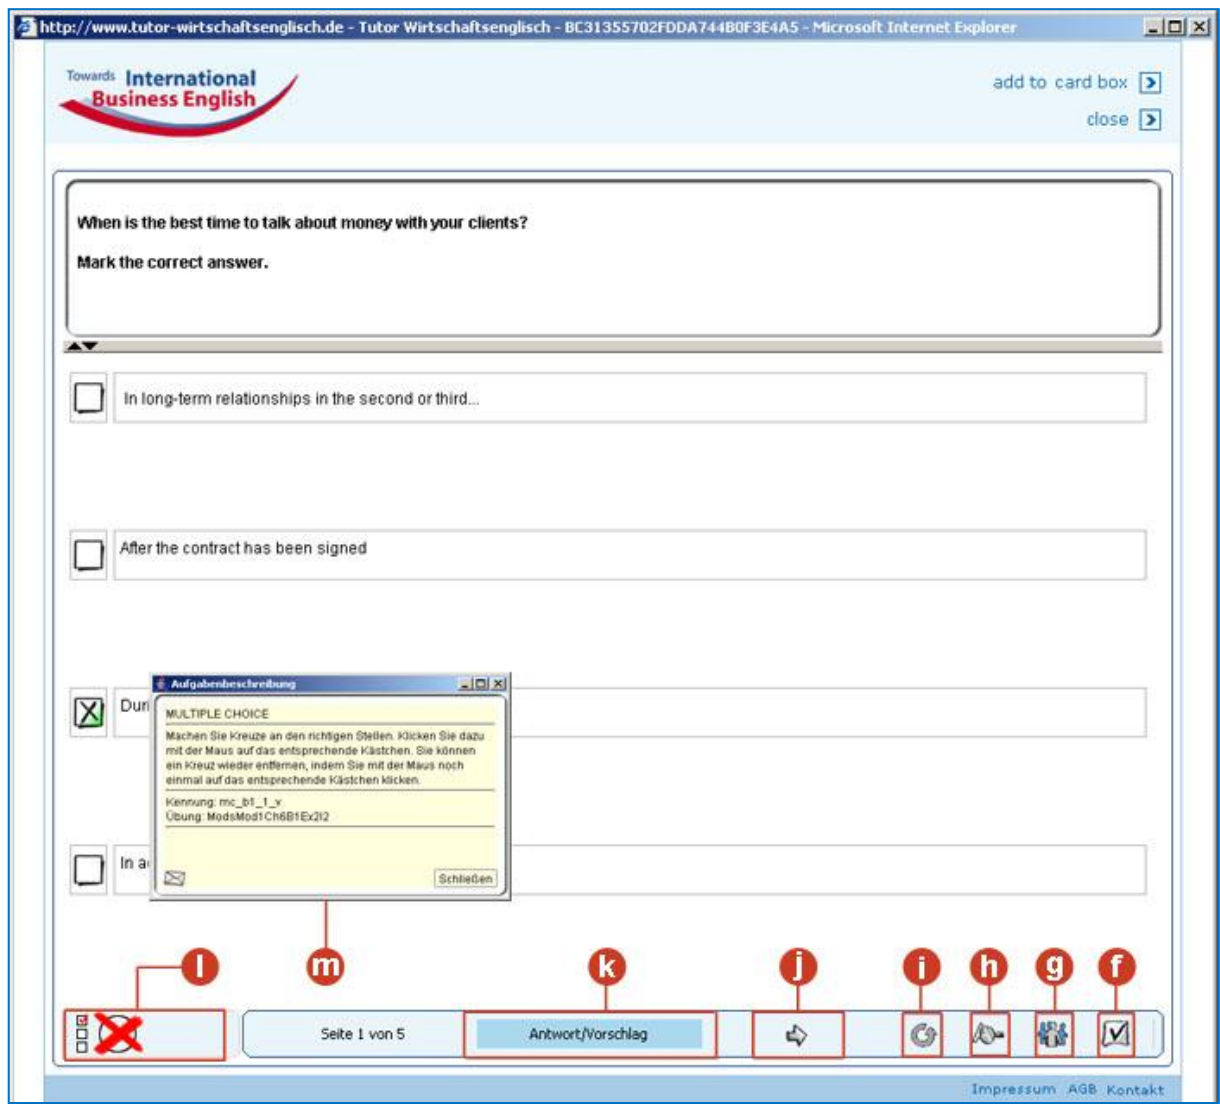 http://www.tutor-wirtschaftsenglisch.de - Tutor Wirtschaftsenglisch - BC31355702FDDA744B0F3E4A5 - Microsoft Internet Explorer
Towards International
Business English
add to card box
close
When is the best time to talk about money with your clients?
Mark the correct answer.
In long-term relationships in the second or third...
After the contract has been signed
Aufgabenbeschreibung
MULTIPLE CHOICE
Machen Sie Kreuze an den richtigen Stellen. Klicken Sie dazu
mit der Maus auf das entsprechende Kästchen. Sie können
ein Kreuz wieder entfernen, indem Sie mit der Maus noch
einmal auf das entsprechende Kästchen klicken.
Kennung: mc_b1_1_v
Übung: ModsMod1Ch6B1Ex2I2
Schließen
l m k j i h g f
Seite 1 von 5
Antwort/Vorschlag
Impressum AGB Kontakt